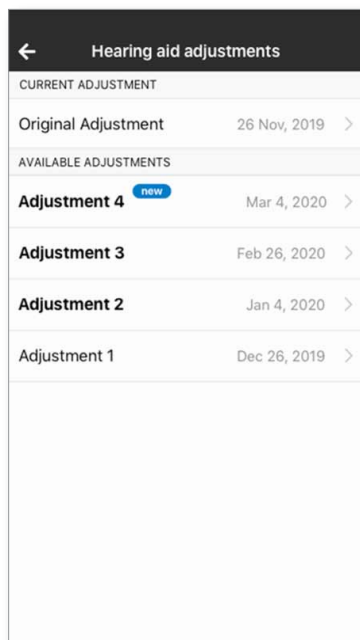 Hearing aid adjustments
CURRENT ADJUSTMENT
Original Adjustment 26 Nov, 2019
AVAILABLE ADJUSTMENTS
Adjustment 4 new Mar 4, 2020
Adjustment 3 Feb 26, 2020
Adjustment 2 Jan 4, 2020
Adjustment 1 Dec 26, 2019